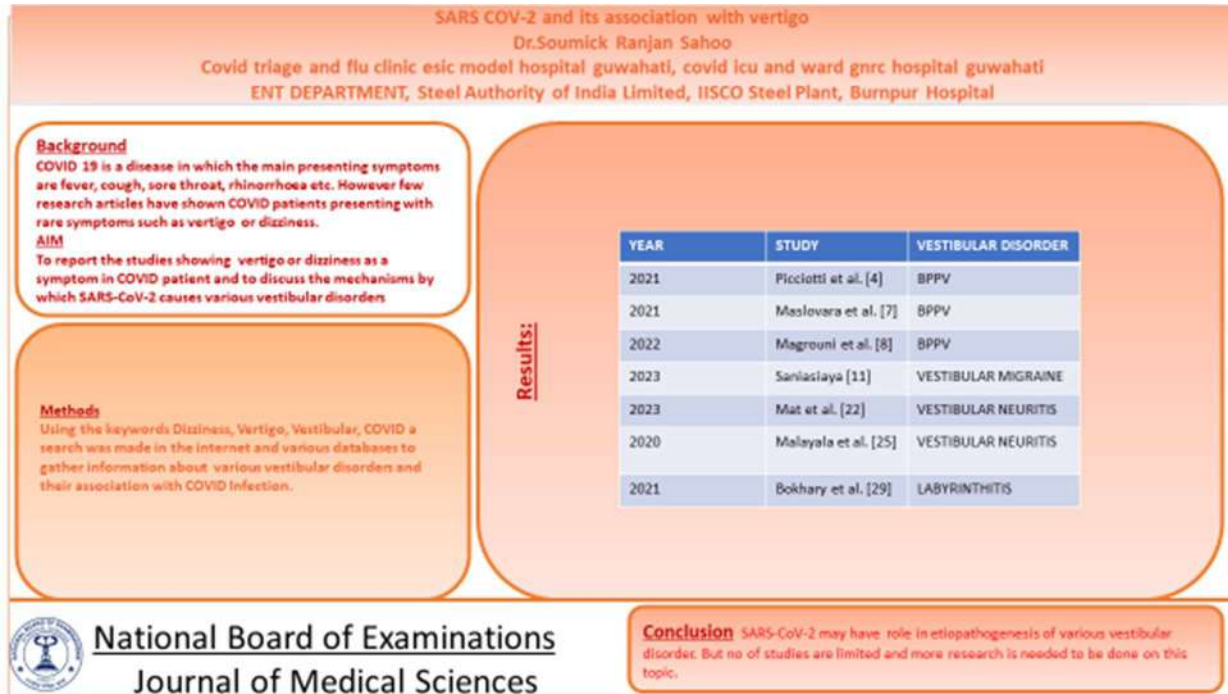 SARS COV-2 and its association with vertigo
Dr.Soumick Ranjan Sahoo
Covid triage and flu clinic esic model hospital guwahati, covid icu and ward gnrc hospital guwahati
ENT DEPARTMENT, Steel Authority of India Limited, IISCO Steel Plant, Burnpur Hospital
Background
COVID 19 is a disease in which the main presenting symptoms
are fever, cough, sore throat, rhinorrhoea etc. However few
research articles have shown COVID patients presenting with
rare symptoms such as vertigo or dizziness.
AIM
To report the studies showing vertigo or dizziness as a
symptom in COVID patient and to discuss the mechanisms by
which SARS-CoV-2 causes various vestibular disorders
Methods
Using the keywords Dizziness, Vertigo, Vestibular, COVID a
search was made in the internet and various databases to
gather information about various vestibular disorders and
their association with COVID Infection.
Results:
YEAR STUDY VESTIBULAR DISORDER
2021 Picciotti et al. [4] BPPV
2021 Maslovara et al. [7] BPPV
2022 Magrouni et al. [8] BPPV
2023 Saniasiaya [11] VESTIBULAR MIGRAINE
2023 Mat et al. [22] VESTIBULAR NEURITIS
2020 Malayala et al. [25] VESTIBULAR NEURITIS
2021 Bokhary et al. [29] LABYRINTHITIS
National Board of Examinations
Journal of Medical Sciences
Conclusion SARS-CoV-2 may have role in etiopathogenesis of various vestibular
disorder. But no of studies are limited and more research is needed to be done on this
topic.